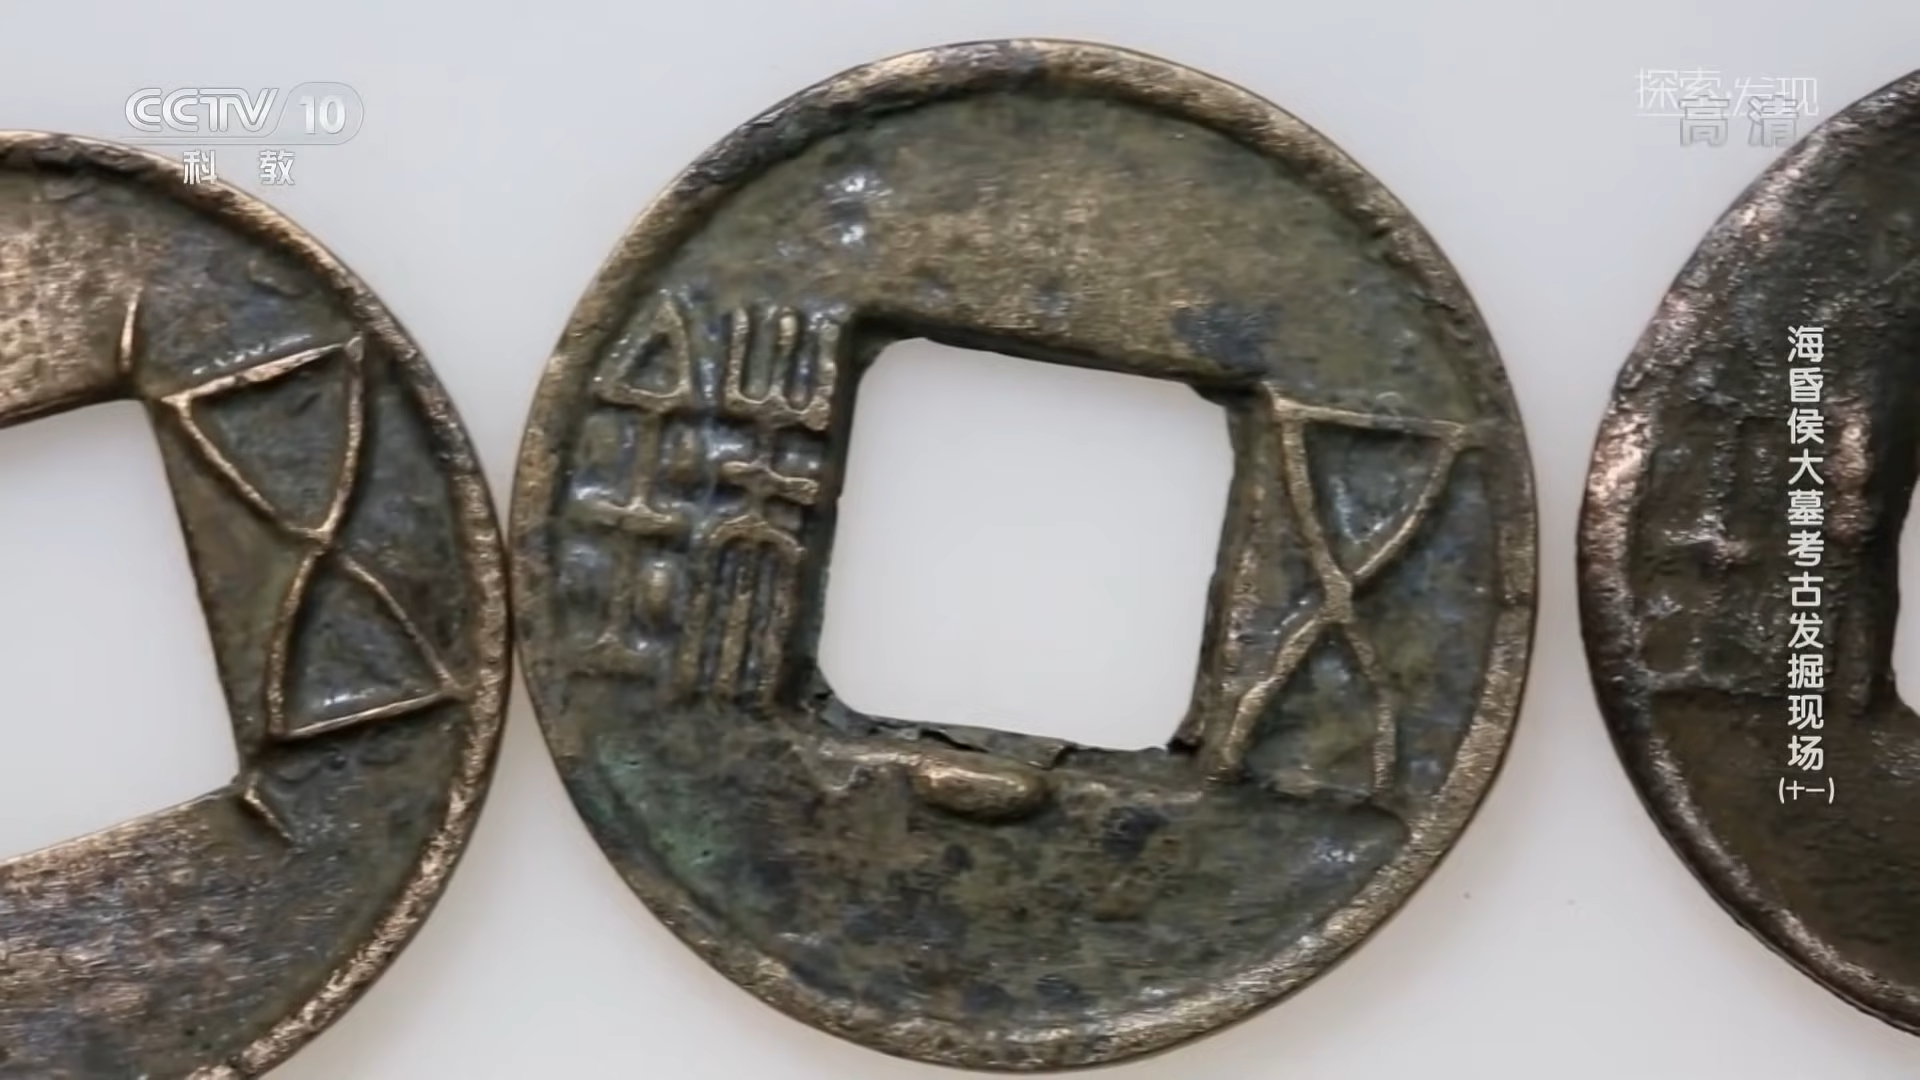 CCTV 10
科 教
探索·发现
高清
五銖
海昏侯大墓考古发掘现场
(十一)